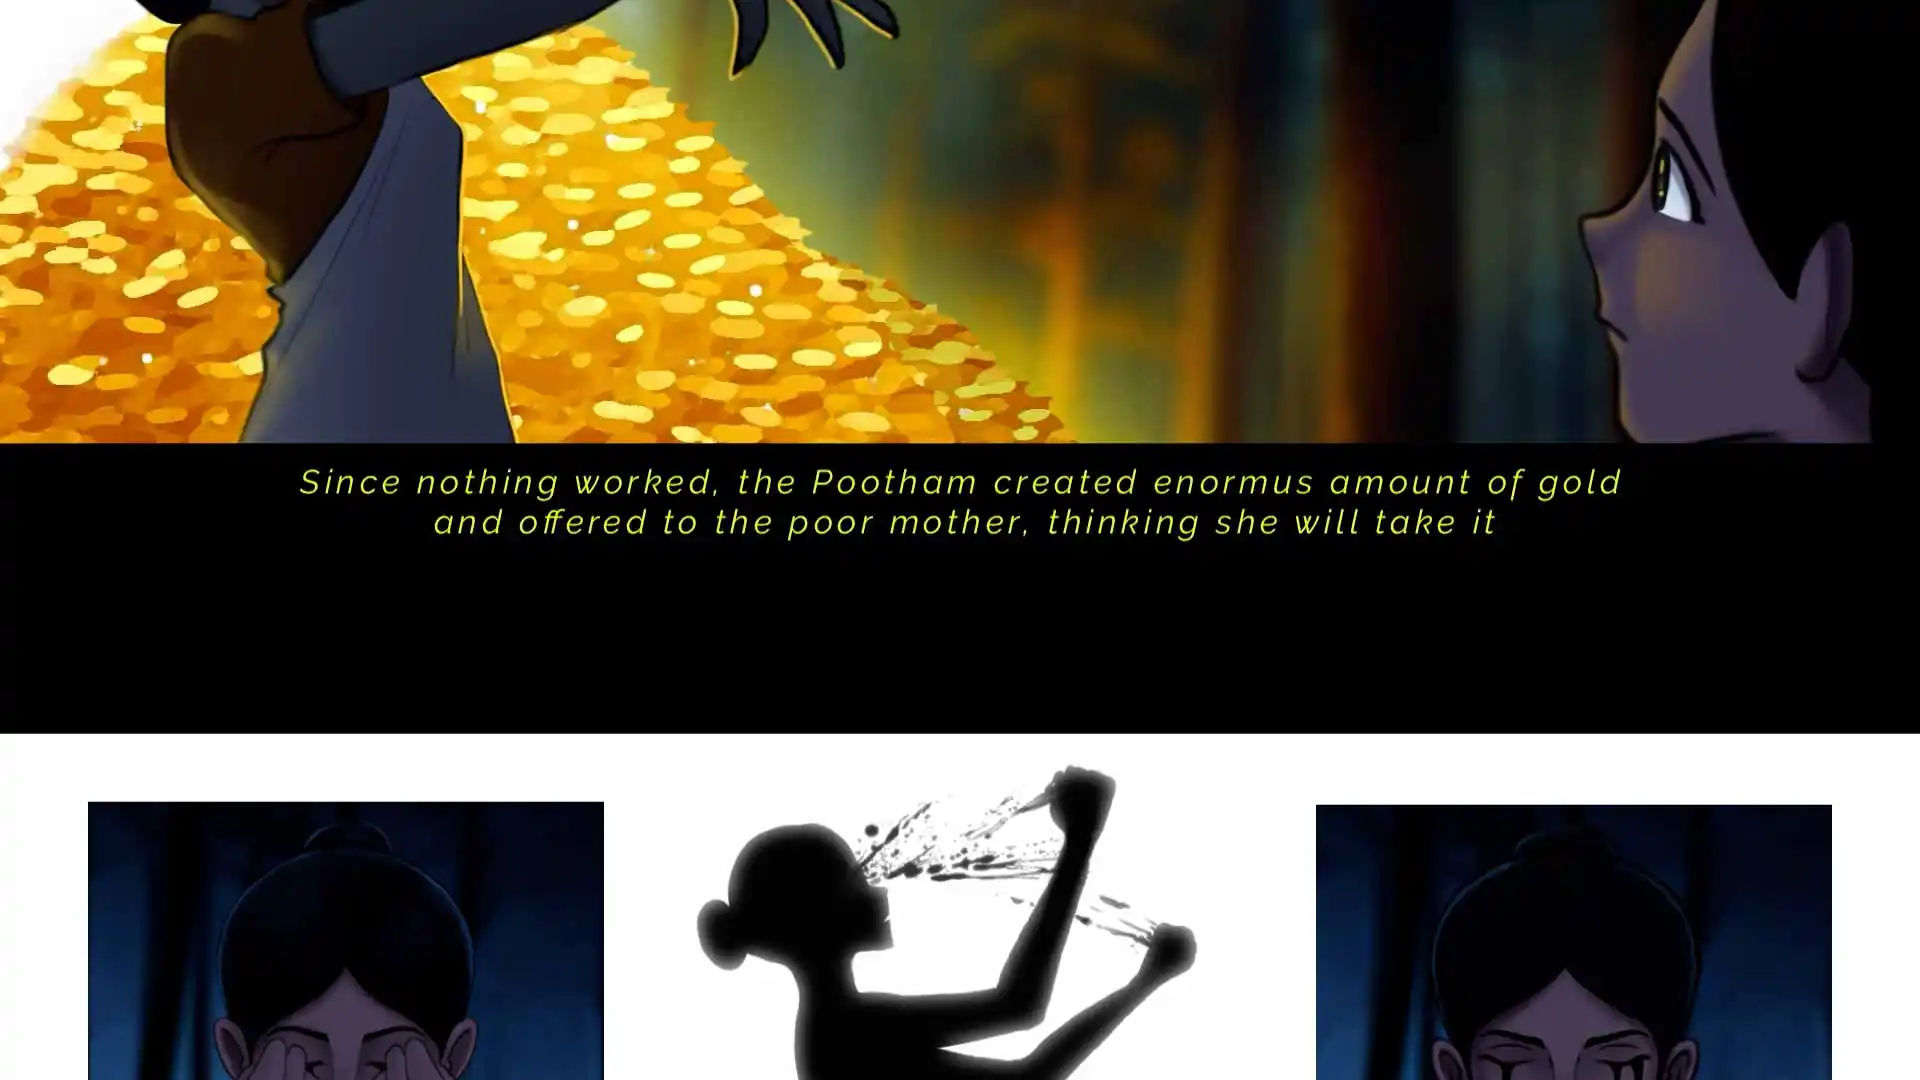 Since nothing worked, the Pootham created enormus amount of gold
and offered to the poor mother, thinking she will take it